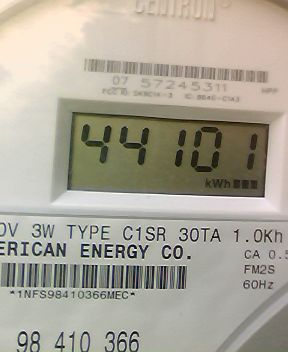 CENTRON
07 57245311
44101
kWh
3W TYPE C1SR 30TA 1.0Kh
ERICAN ENERGY CO.
CA 0.5
FM2S
*1NFS98410366MEC*
60Hz
98 410 366